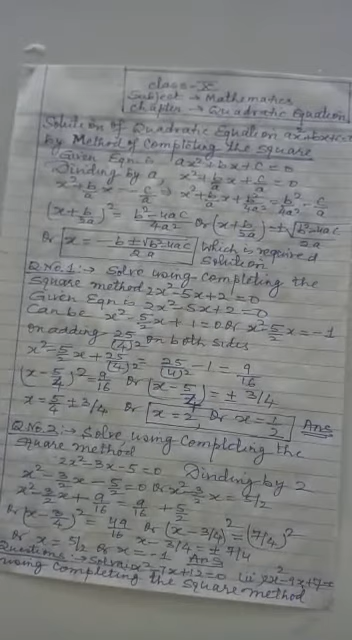 class - X
Subject → Mathematics
Chapter → Quadratic Equation
Solution of Quadratic Equation ax²+bx+c=0
by Method of Completing the Square
Given Eqn is ax²+bx+c=0
Dividing by a, x²+b/a x+c/a=0
x²+b/a x=-c/a ⇒ x²+b/a x+b²/4a²=b²/4a²-c/a
(x+b/2a)²=b²-4ac/4a² Or (x+b/2a)=±√b²-4ac/2a
Or x=-b±√b²-4ac/2a which is required
Solution
Q No.1:→ Solve using completing the
square method 2x²-5x+2=0
Given Eqn is 2x²-5x+2=0
Can be x²-5/2x+1=0 Or x²-5/2x=-1
on adding 25/(4)² on both sides
x²-5/2x+25/(4)²=25/(4)²-1=9/16
(x-5/4)²=9/16 Or (x-5/4)=±3/4
x=5/4±3/4 Or x=2, Or x=1/2 Ans
Q No.2:→ Solve using Completing the
square method
2x²-3x-5=0 Dividing by 2
x²-3/2x-5/2=0 Or x²-3/2x=5/2
x²-3/2x+9/16=9/16+5/2
Or (x-3/4)²=49/16 Or (x-3/4)²=(7/4)²
x-3/4=±7/4
Or x=5/2 Or x=-1 Ans
Questions:→ Solve x²-7x+12=0
using completing the square method